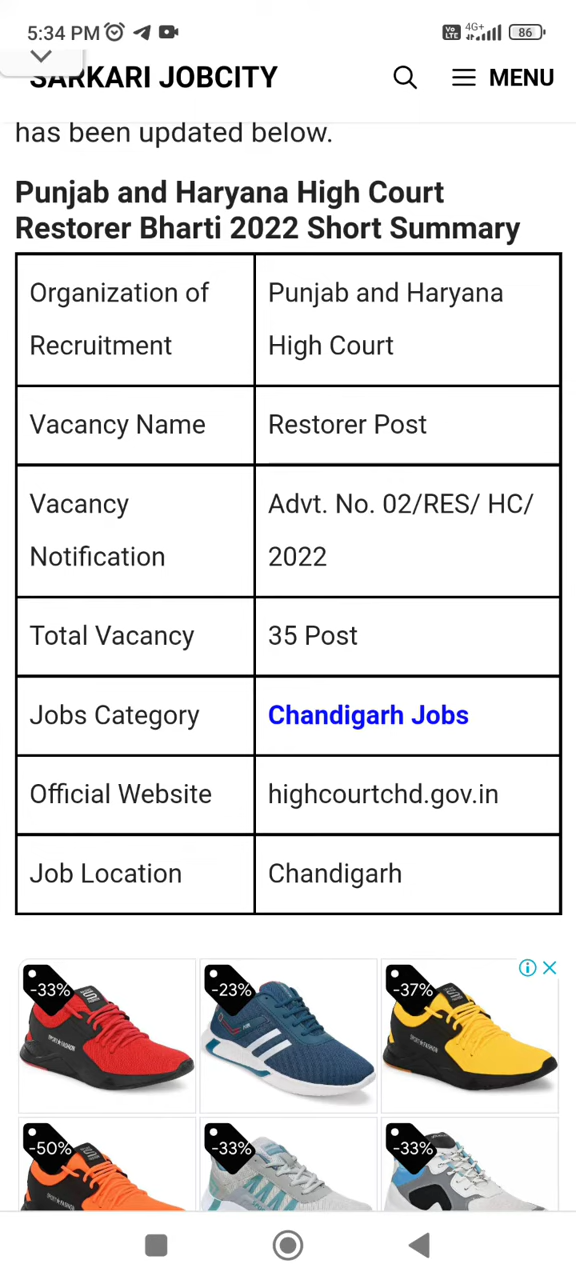 5:34 PM
Vo LTE 4G+ 86
SARKARI JOBCITY
MENU
has been updated below.
Punjab and Haryana High Court
Restorer Bharti 2022 Short Summary
Organization of
Recruitment
Punjab and Haryana
High Court
Vacancy Name
Restorer Post
Vacancy
Notification
Advt. No. 02/RES/ HC/
2022
Total Vacancy
35 Post
Jobs Category
Chandigarh Jobs
Official Website
highcourtchd.gov.in
Job Location
Chandigarh
-33%
-23%
-37%
-50%
-33%
-33%